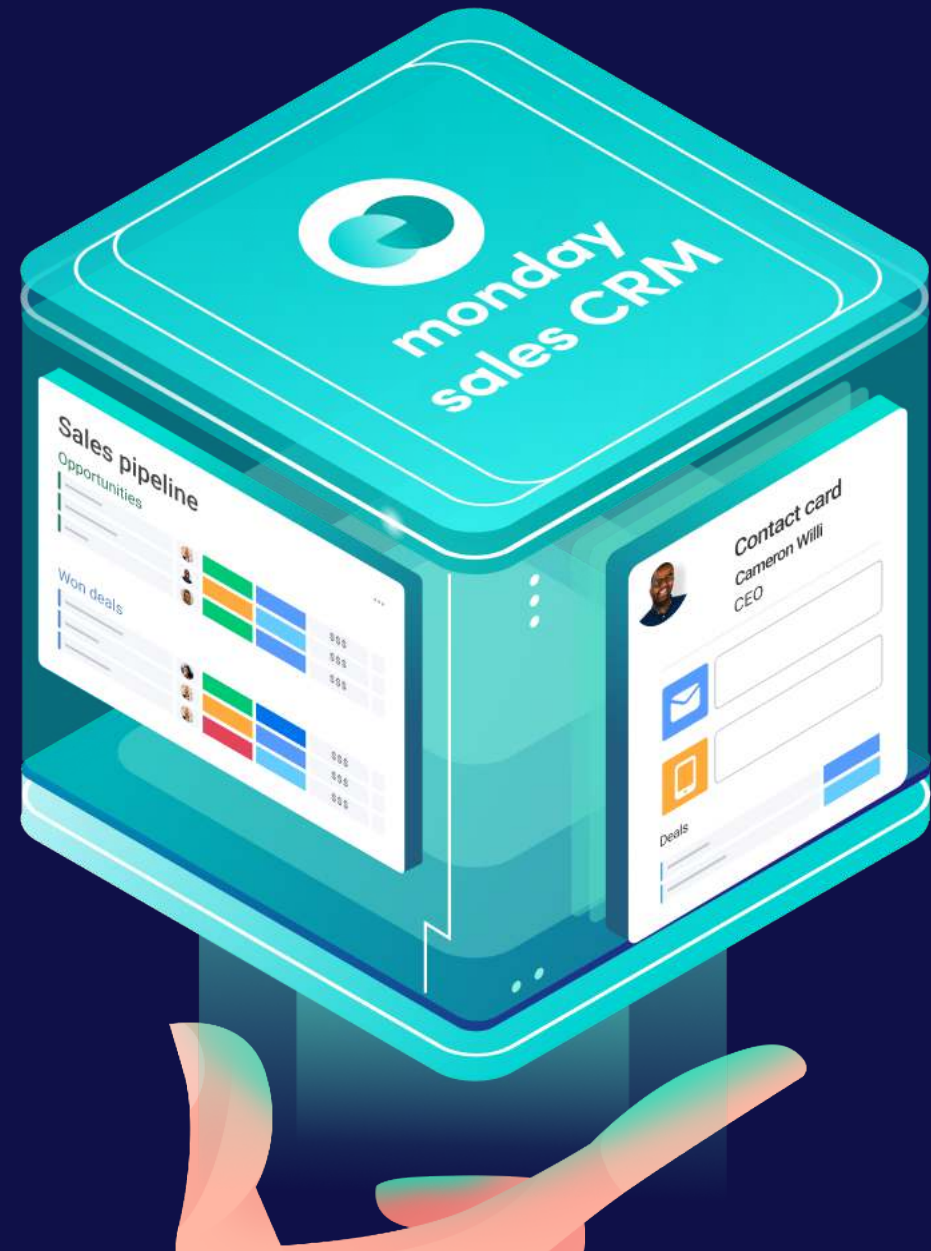 monday
sales CRM
Sales pipeline
Opportunities
$$$
$$$
$$$
Won deals
$$$
$$$
$$$
Contact card
Cameron Willi
CEO
Deals